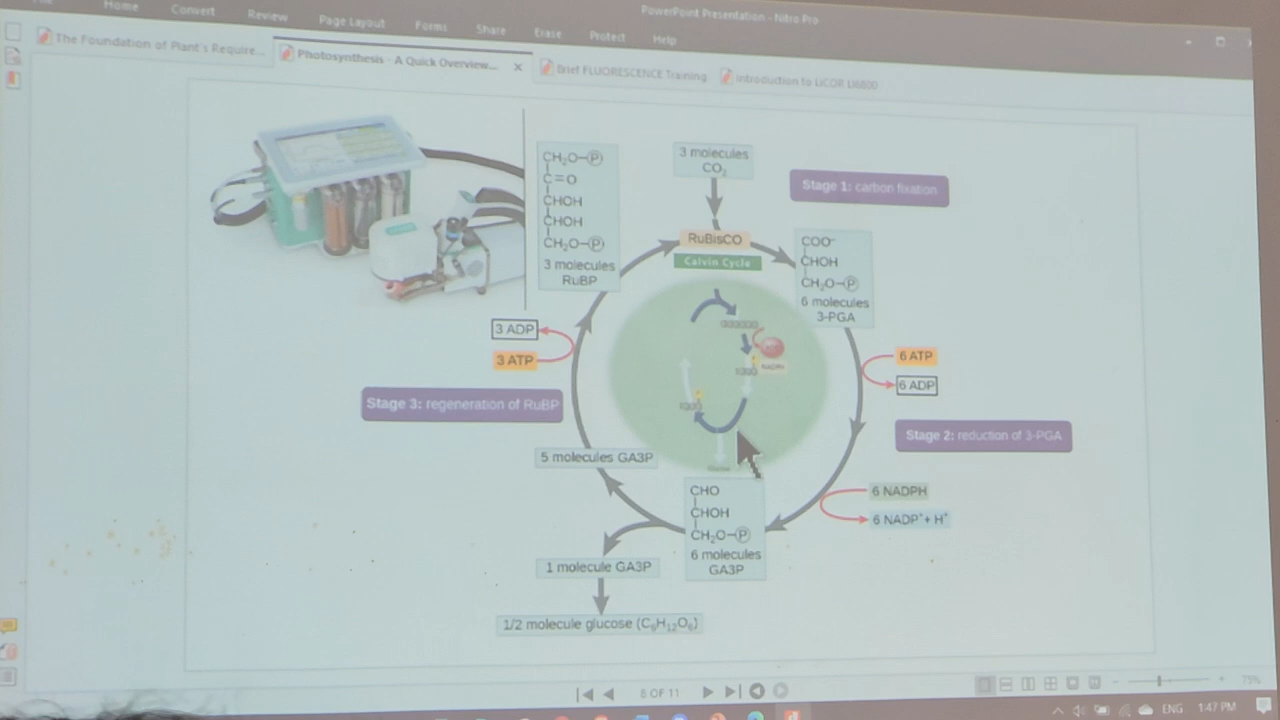 PowerPoint Presentation - Nitro Pro
Home Convert Review Page Layout Forms Share Erase Protect Help
The Foundation of Plant's Require...
Photosynthesis - A Quick Overview...
Brief FLUORESCENCE Training
Introduction to LiCOR LI6800
CH₂O-Ⓟ
C=O
CHOH
CHOH
CH₂O-Ⓟ
3 molecules
RuBP
3 molecules
CO₂
Stage 1: carbon fixation
RuBisCO
Calvin Cycle
COO⁻
CHOH
CH₂O-Ⓟ
6 molecules
3-PGA
3 ADP
3 ATP
6 ATP
6 ADP
Stage 3: regeneration of RuBP
Stage 2: reduction of 3-PGA
5 molecules GA3P
6 NADPH
6 NADP⁺+ H⁺
CHO
CHOH
CH₂O-Ⓟ
6 molecules
GA3P
1 molecule GA3P
1/2 molecule glucose (C₆H₁₂O₆)
6 OF 11
75%
ENG 1:47 PM